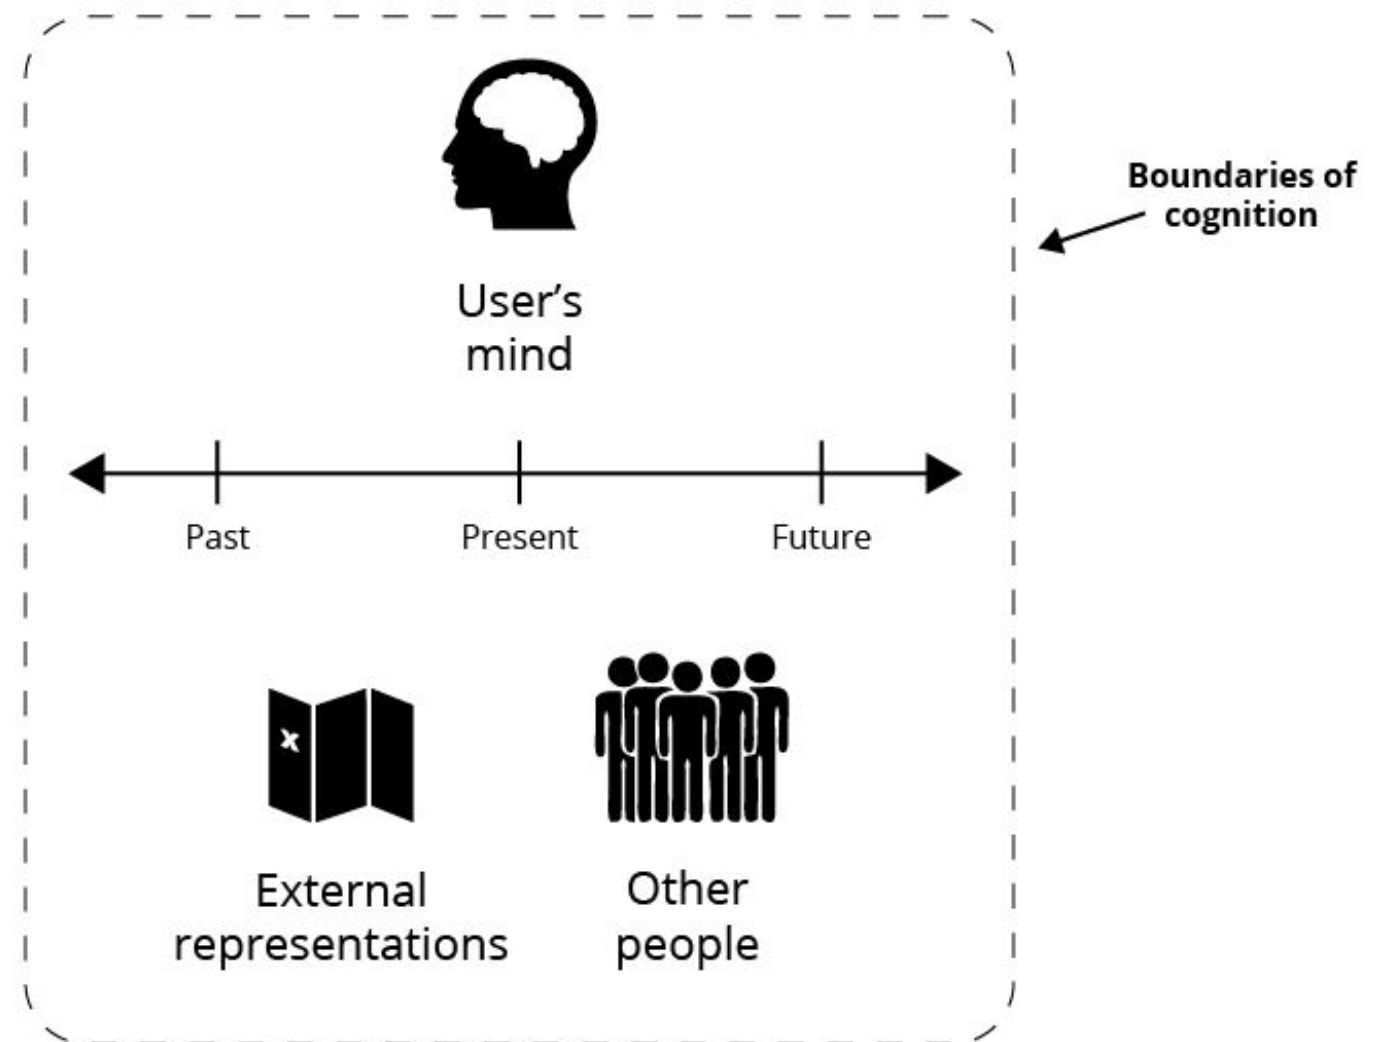 Boundaries of
cognition
User’s
mind
Past
Present
Future
x
External
representations
Other
people